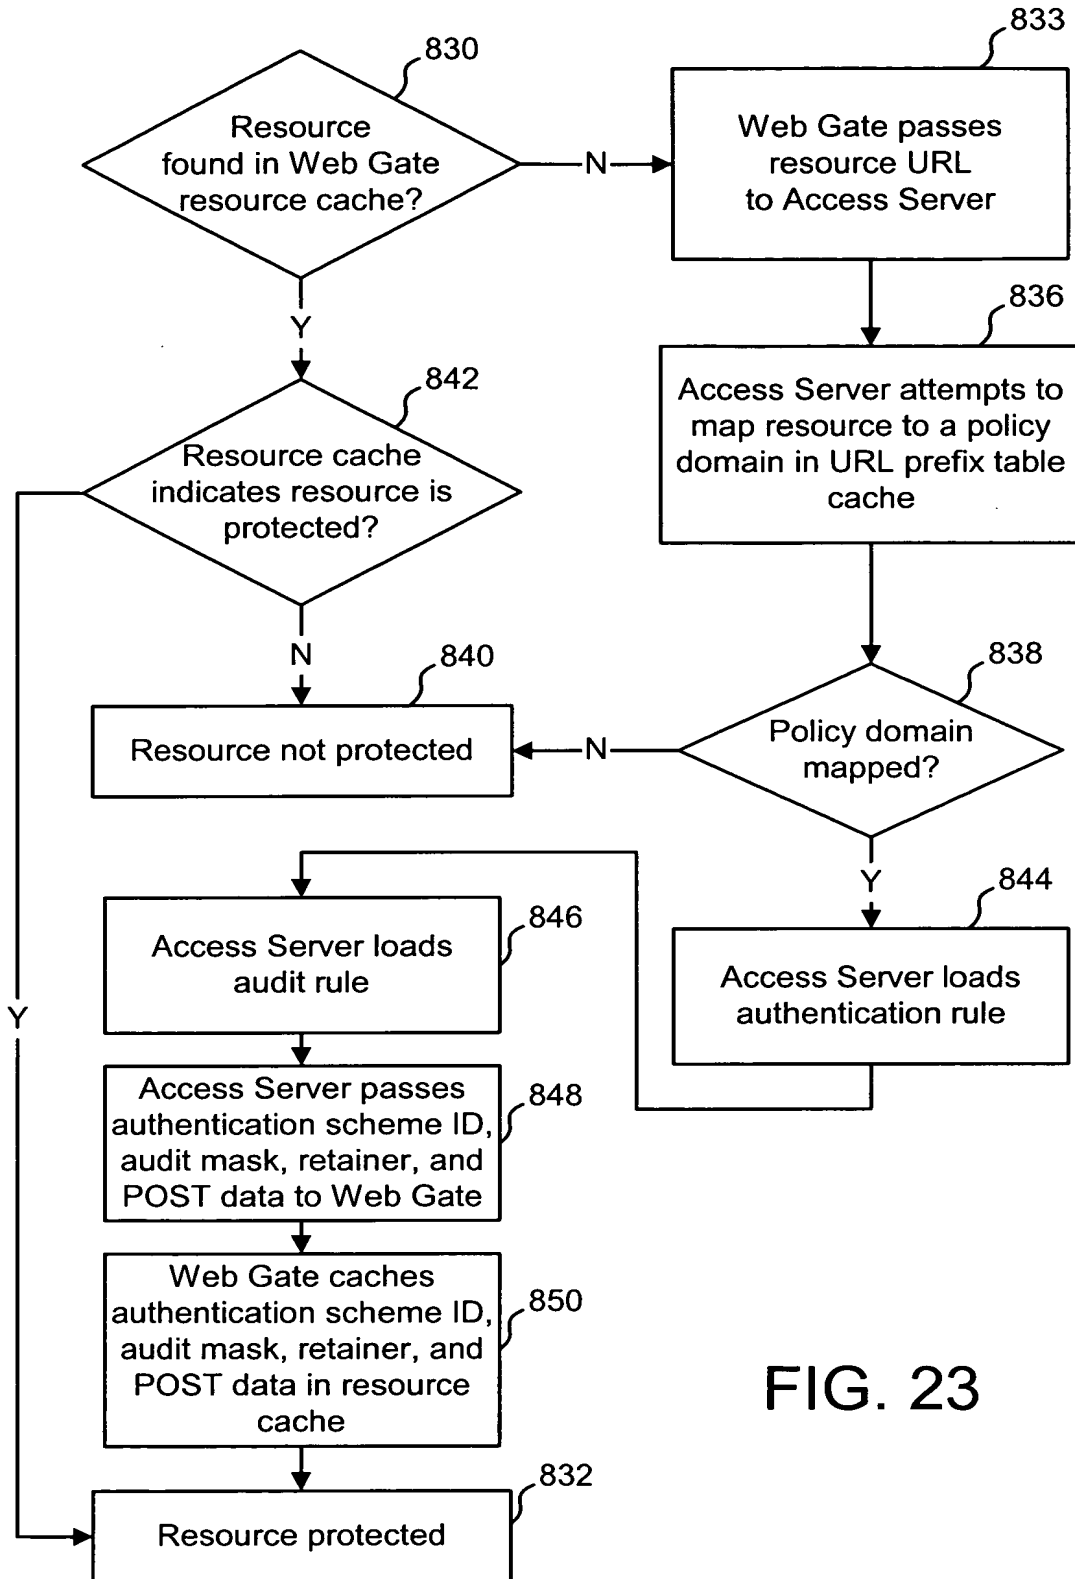 830
Resource
found in Web Gate
resource cache?
N
833
Web Gate passes
resource URL
to Access Server
Y
836
Access Server attempts to
map resource to a policy
domain in URL prefix table
cache
842
Resource cache
indicates resource is
protected?
N
840
Resource not protected
838
Policy domain
mapped?
N
Y
844
Access Server loads
authentication rule
846
Access Server loads
audit rule
Y
848
Access Server passes
authentication scheme ID,
audit mask, retainer, and
POST data to Web Gate
850
Web Gate caches
authentication scheme ID,
audit mask, retainer, and
POST data in resource
cache
832
Resource protected
FIG. 23